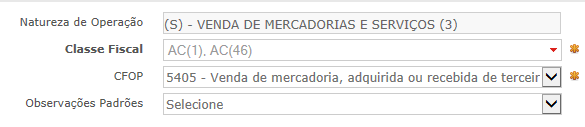 Natureza de Operação (S) - VENDA DE MERCADORIAS E SERVIÇOS (3)
Classe Fiscal AC(1), AC(46)
CFOP 5405 - Venda de mercadoria, adquirida ou recebida de terceir
Observações Padrões Selecione